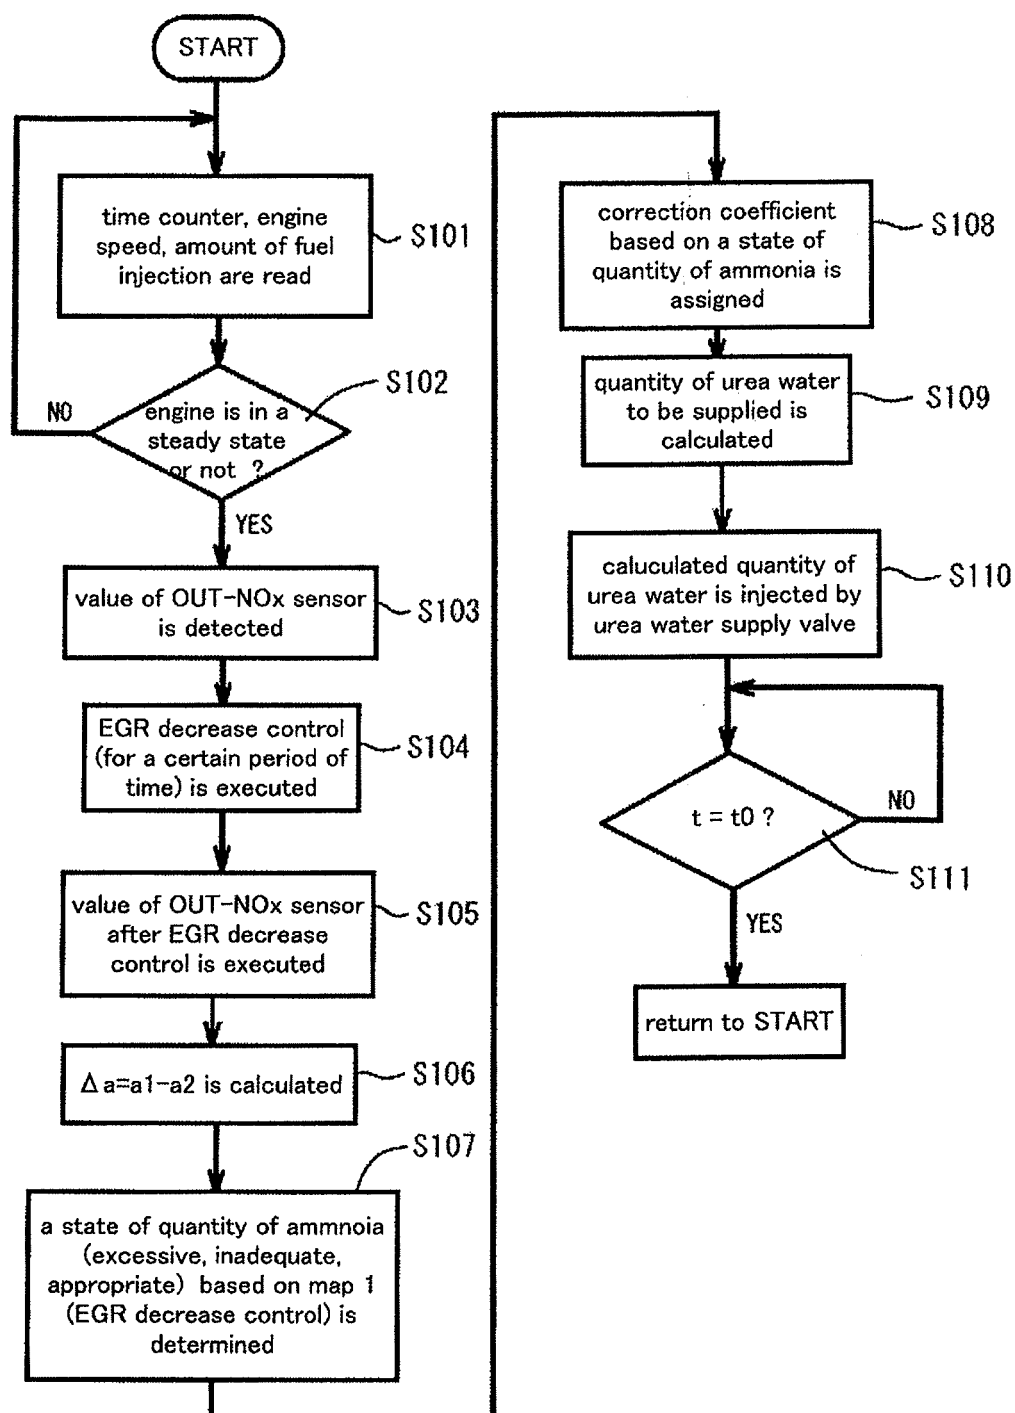 START
time counter, engine
speed, amount of fuel
injection are read
S101
S102
NO
engine is in a
steady state
or not ?
YES
value of OUT-NOx sensor
is detected
S103
EGR decrease control
(for a certain period of
time) is executed
S104
value of OUT-NOx sensor
after EGR decrease
control is executed
S105
Δa=a1-a2 is calculated
S106
S107
a state of quantity of ammnoia
(excessive, inadequate,
appropriate) based on map 1
(EGR decrease control) is
determined
correction coefficient
based on a state of
quantity of ammonia is
assigned
S108
quantity of urea water
to be supplied is
calculated
S109
caluculated quantity of
urea water is injected by
urea water supply valve
S110
t = t0 ?
NO
S111
YES
return to START